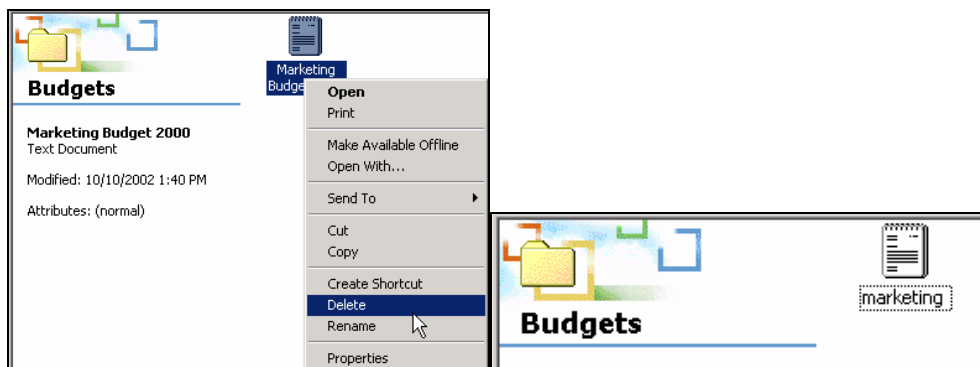 Budgets
Marketing Budget 2000
Text Document
Modified: 10/10/2002 1:40 PM
Attributes: (normal)
Marketing
Open
Print
Make Available Offline
Open With...
Send To
Cut
Copy
Create Shortcut
Delete
Rename
Properties
Budgets
marketing